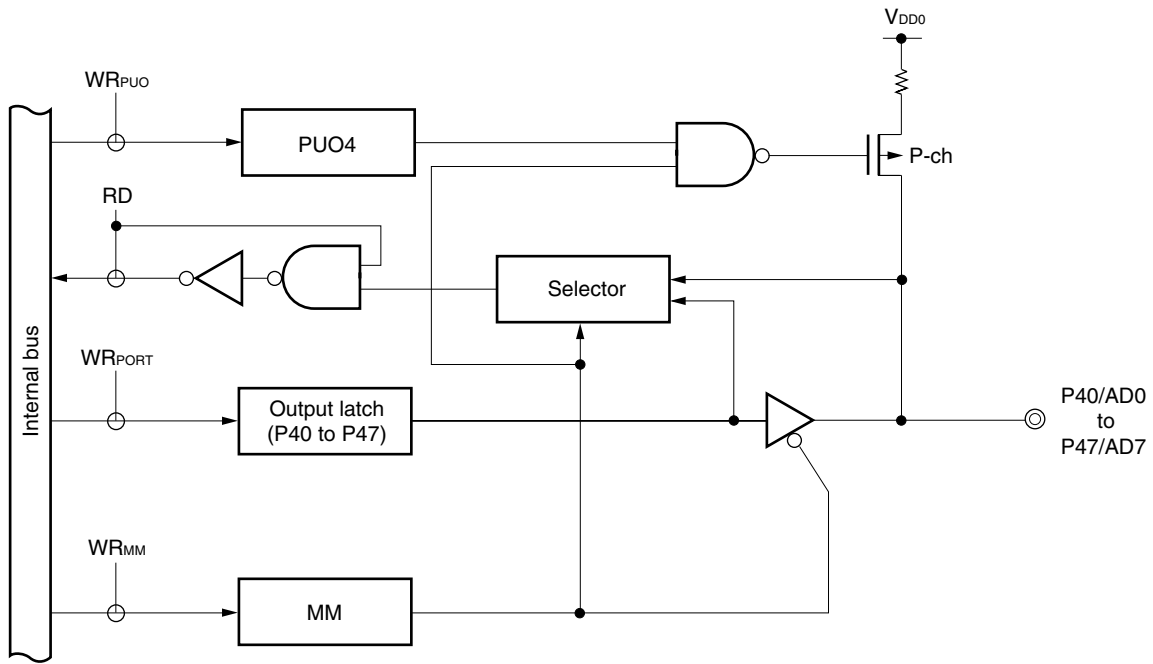 VDD0
WRPUO
PUO4
P-ch
RD
Selector
Internal bus
WRPORT
Output latch
(P40 to P47)
P40/AD0
to
P47/AD7
WRMM
MM